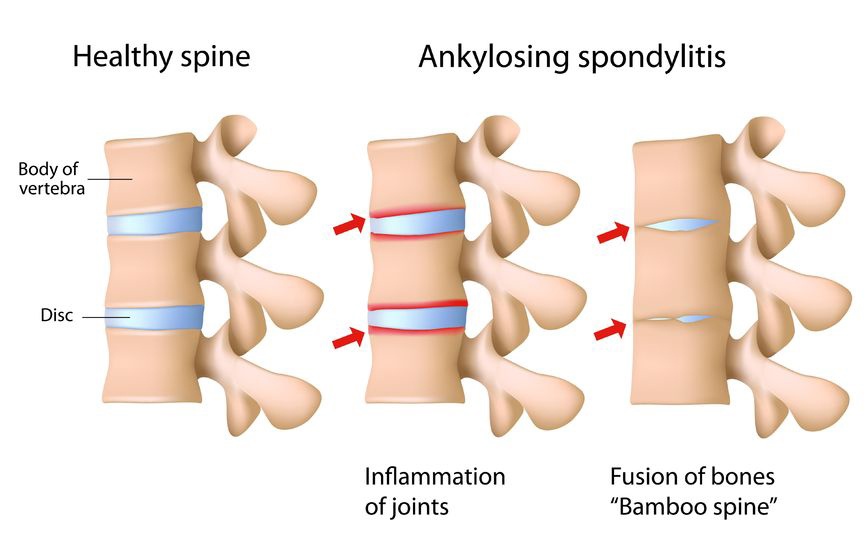 Healthy spine
Ankylosing spondylitis
Body of
vertebra
Disc
Inflammation
of joints
Fusion of bones
“Bamboo spine”